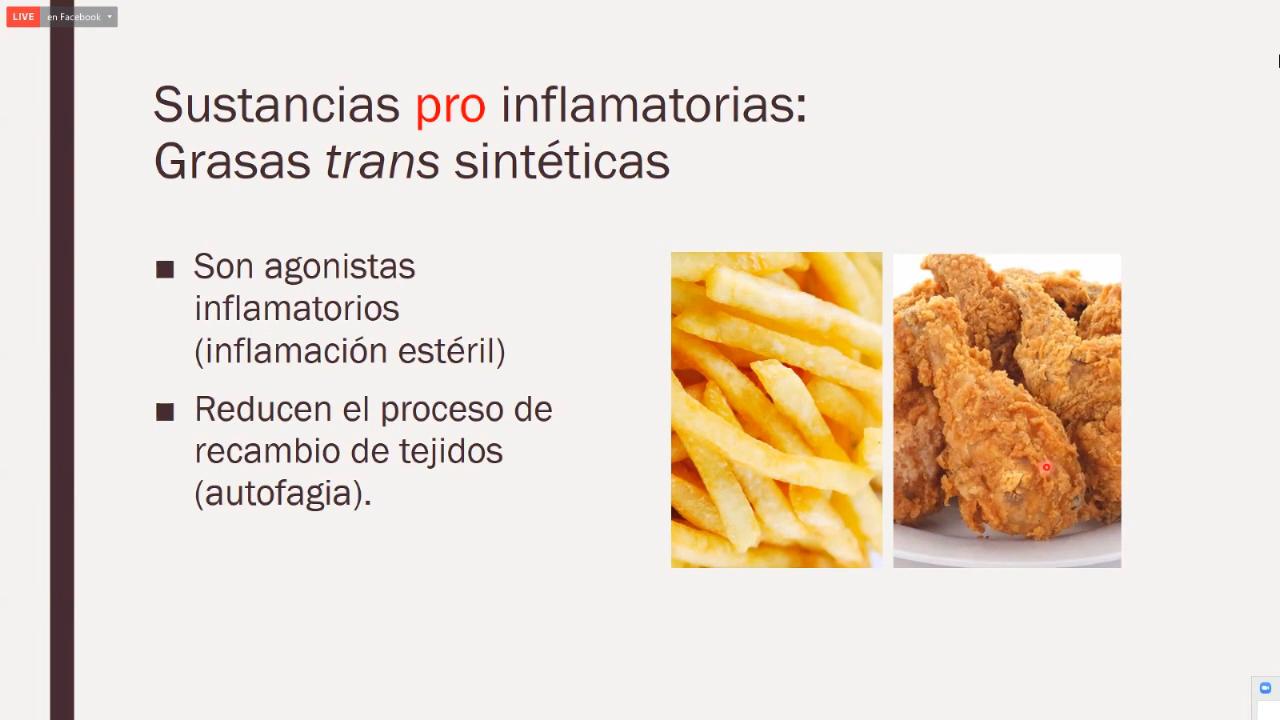 LIVE en Facebook
Sustancias pro inflamatorias:
Grasas trans sintéticas
■ Son agonistas
inflamatorios
(inflamación estéril)
■ Reducen el proceso de
recambio de tejidos
(autofagia).